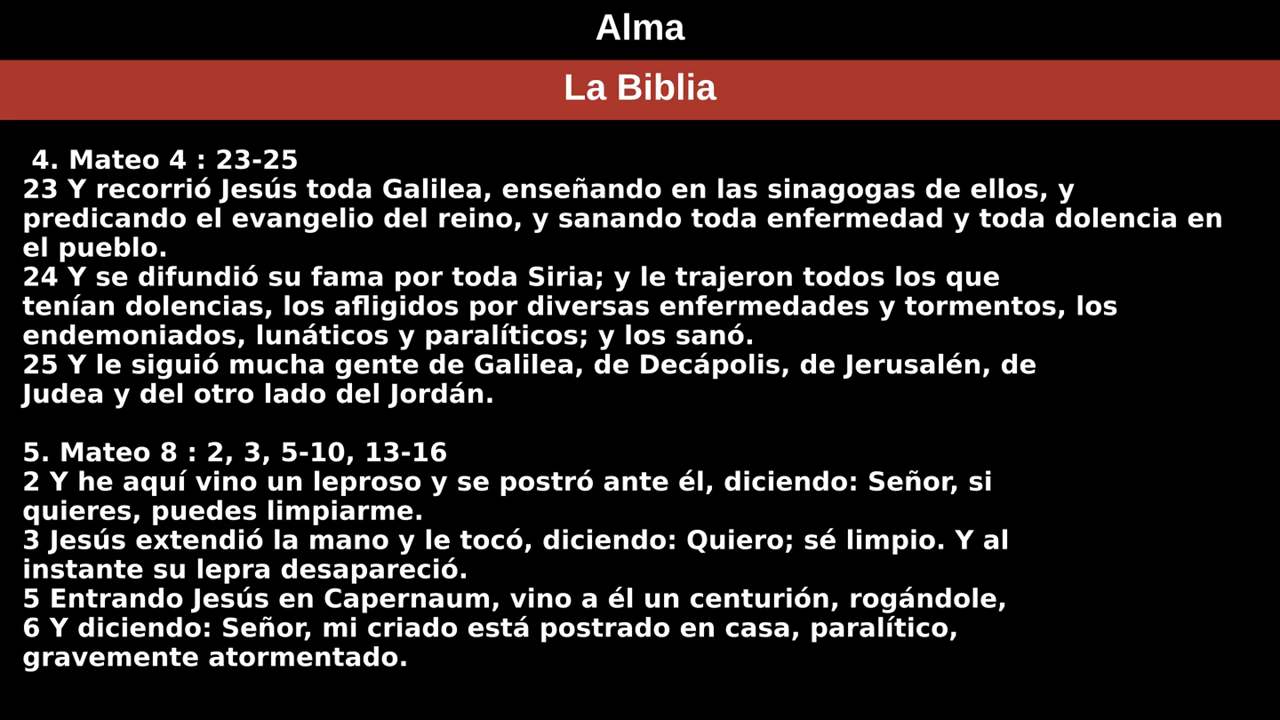 Alma
La Biblia
4. Mateo 4 : 23-25
23 Y recorrió Jesús toda Galilea, enseñando en las sinagogas de ellos, y
predicando el evangelio del reino, y sanando toda enfermedad y toda dolencia en
el pueblo.
24 Y se difundió su fama por toda Siria; y le trajeron todos los que
tenían dolencias, los afligidos por diversas enfermedades y tormentos, los
endemoniados, lunáticos y paralíticos; y los sanó.
25 Y le siguió mucha gente de Galilea, de Decápolis, de Jerusalén, de
Judea y del otro lado del Jordán.
5. Mateo 8 : 2, 3, 5-10, 13-16
2 Y he aquí vino un leproso y se postró ante él, diciendo: Señor, si
quieres, puedes limpiarme.
3 Jesús extendió la mano y le tocó, diciendo: Quiero; sé limpio. Y al
instante su lepra desapareció.
5 Entrando Jesús en Capernaum, vino a él un centurión, rogándole,
6 Y diciendo: Señor, mi criado está postrado en casa, paralítico,
gravemente atormentado.